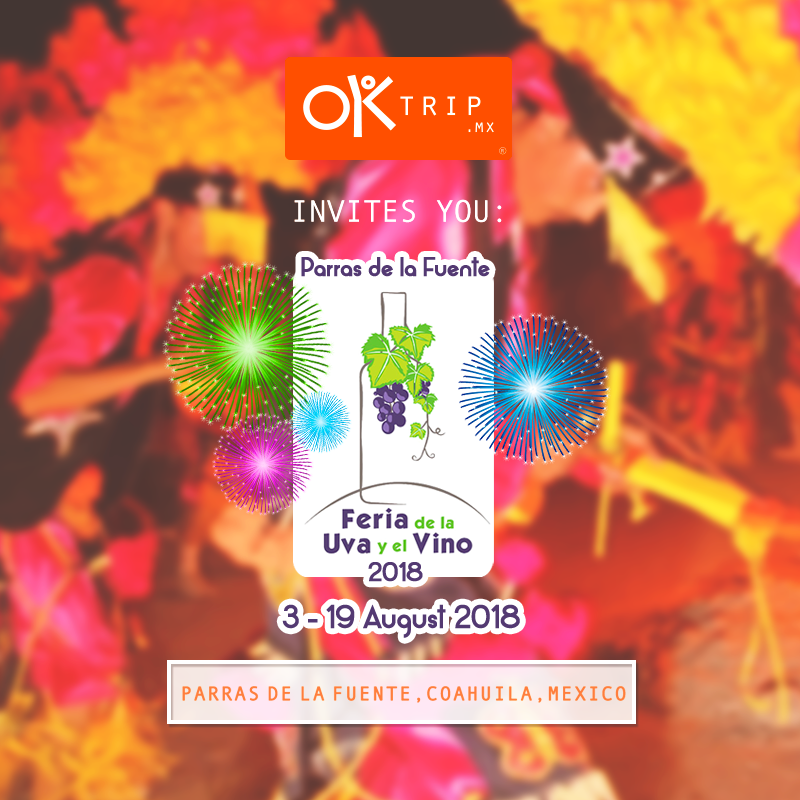 OK TRIP
.MX
®
INVITES YOU:
Parras de la Fuente
Feria de la
Uva y el Vino
2018
3 - 19 August 2018
PARRAS DE LA FUENTE, COAHUILA, MEXICO